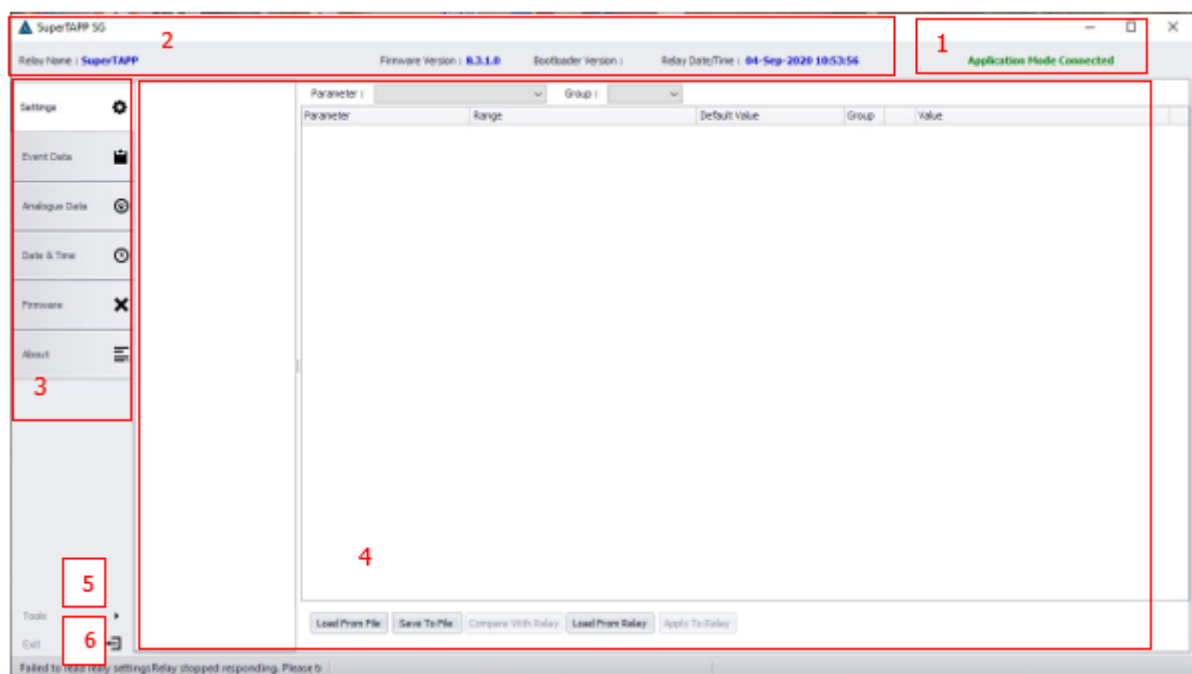 SuperTAPP SG
2
1
Relay Name : SuperTAPP Firmware Version : 8.3.1.0 Bootloader Version : Relay Date/Time : 04-Sep-2020 10:53:56 Application Mode Connected
Settings
Event Data
Analogue Data
Date & Time
Firmware
About
3
Parameter : Group :
Parameter Range Default Value Group Value
4
5
Tools
6
Exit
Load From File Save To File Compare With Relay Load From Relay Apply To Relay
Failed to read relay settings Relay stopped responding. Please